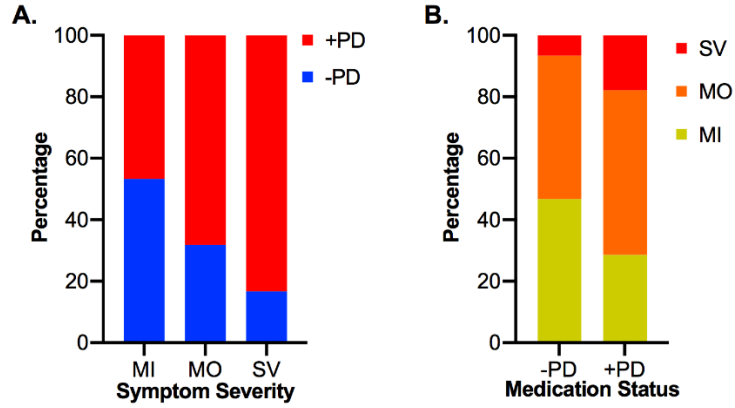 A.
100
80
60
40
20
0
Percentage
MI MO SV
Symptom Severity
+PD
-PD
B.
100
80
60
40
20
0
Percentage
-PD +PD
Medication Status
SV
MO
MI